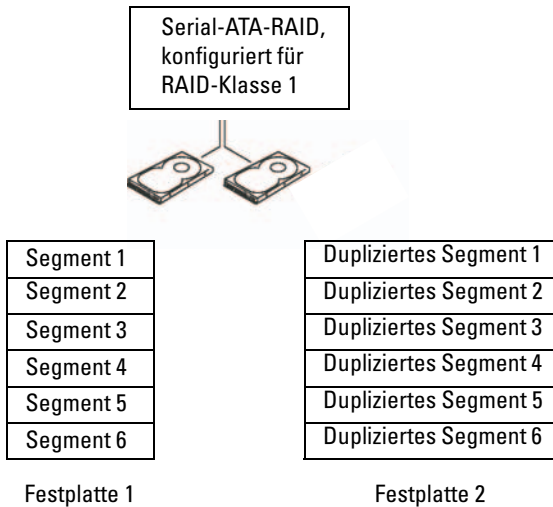 Serial-ATA-RAID,
konfiguriert für
RAID-Klasse 1
Segment 1
Segment 2
Segment 3
Segment 4
Segment 5
Segment 6
Festplatte 1
Dupliziertes Segment 1
Dupliziertes Segment 2
Dupliziertes Segment 3
Dupliziertes Segment 4
Dupliziertes Segment 5
Dupliziertes Segment 6
Festplatte 2